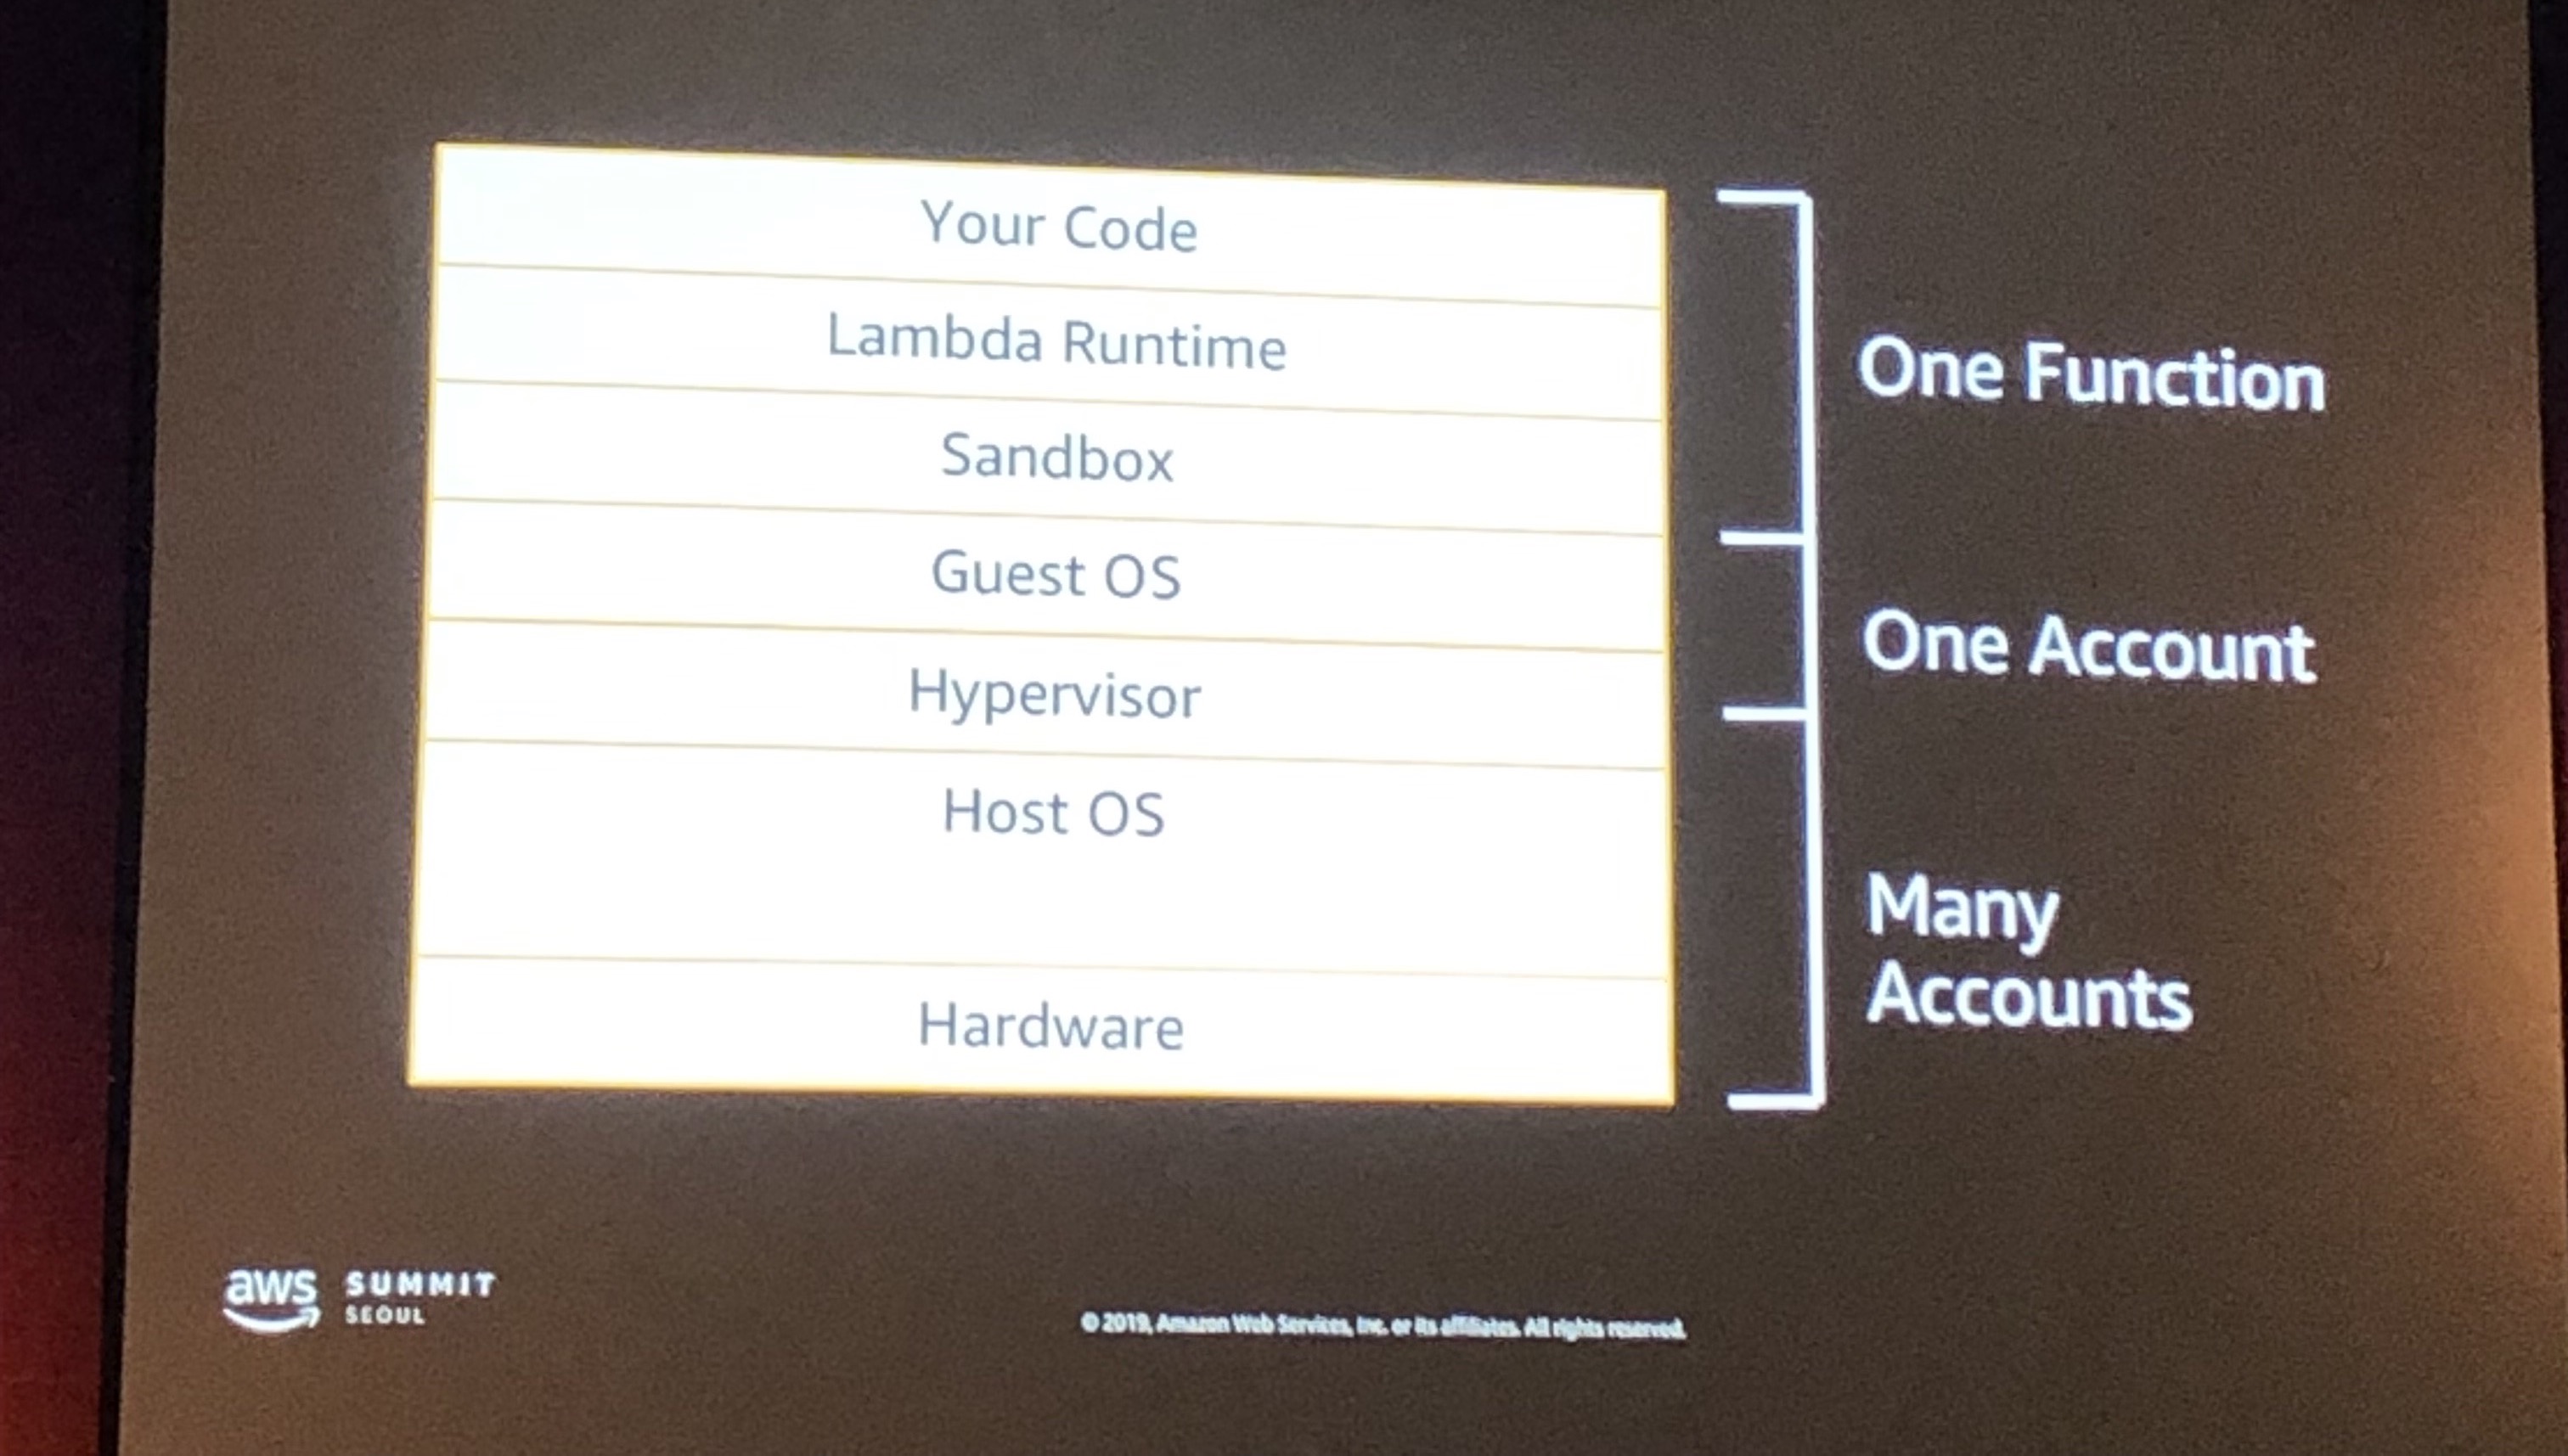 Your Code
Lambda Runtime
Sandbox
Guest OS
Hypervisor
Host OS
Hardware
One Function
One Account
Many
Accounts
aws SUMMIT
SEOUL
© 2019, Amazon Web Services, Inc. or its affiliates. All rights reserved.